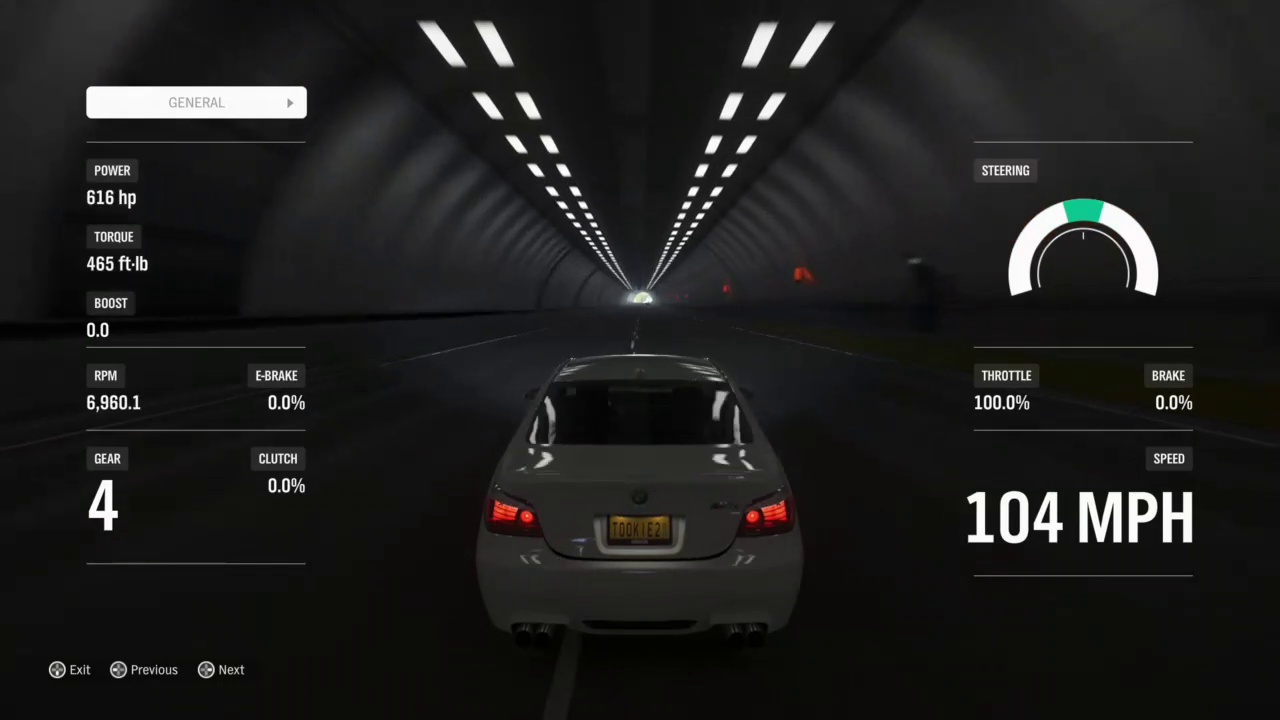 GENERAL
POWER
616 hp
TORQUE
465 ft·lb
BOOST
0.0
RPM
E-BRAKE
6,960.1
0.0%
GEAR
CLUTCH
4
0.0%
STEERING
THROTTLE
BRAKE
100.0%
0.0%
SPEED
104 MPH
Exit
Previous
Next